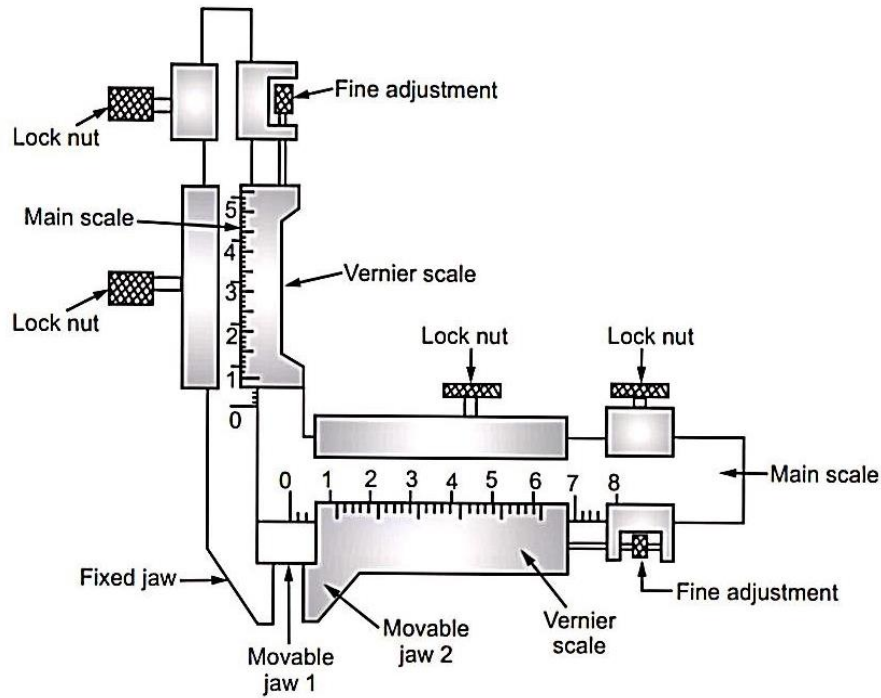 Fine adjustment
Lock nut
5
Main scale
4
Vernier scale
3
Lock nut
2
Lock nut
Lock nut
1
0
Main scale
0 1 2 3 4 5 6 7 8
Fixed jaw
Fine adjustment
Vernier
scale
Movable
jaw 2
Movable
jaw 1